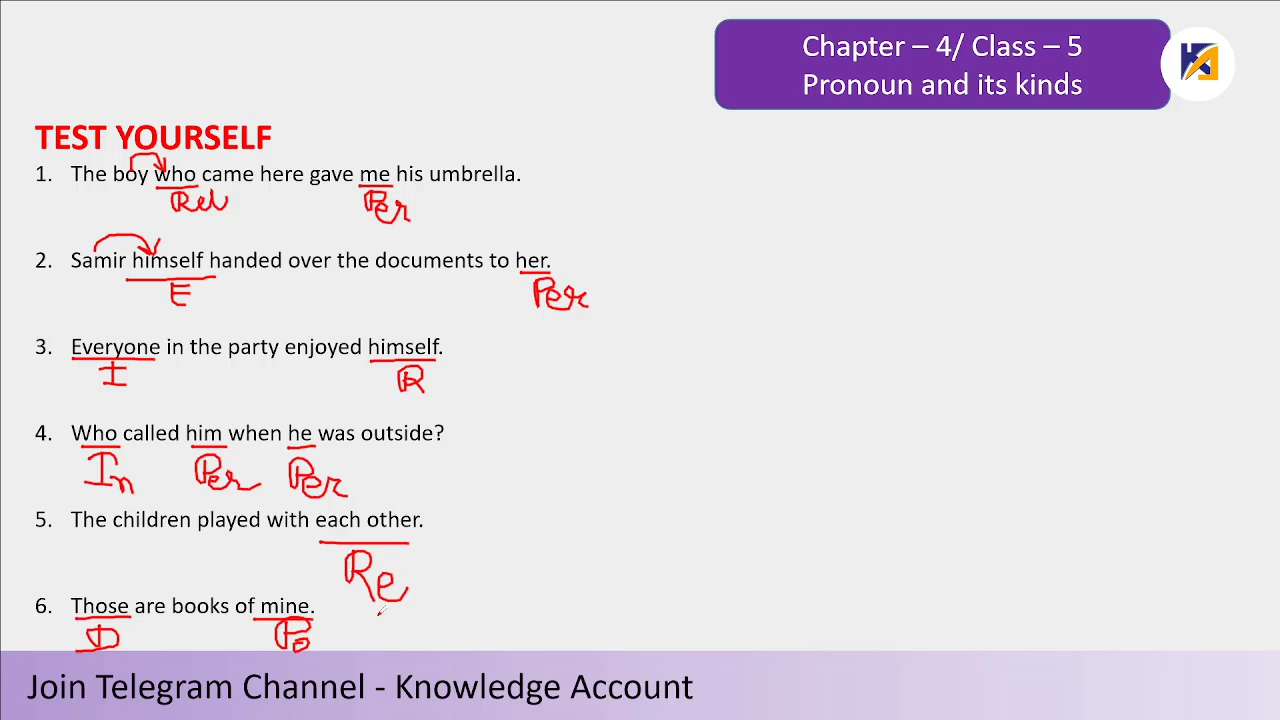 Chapter – 4/ Class – 5
Pronoun and its kinds
TEST YOURSELF
1. The boy who came here gave me his umbrella.
Rel Per
2. Samir himself handed over the documents to her.
E Per
3. Everyone in the party enjoyed himself.
I R
4. Who called him when he was outside?
In Per Per
5. The children played with each other.
Re
6. Those are books of mine.
D Po
Join Telegram Channel - Knowledge Account